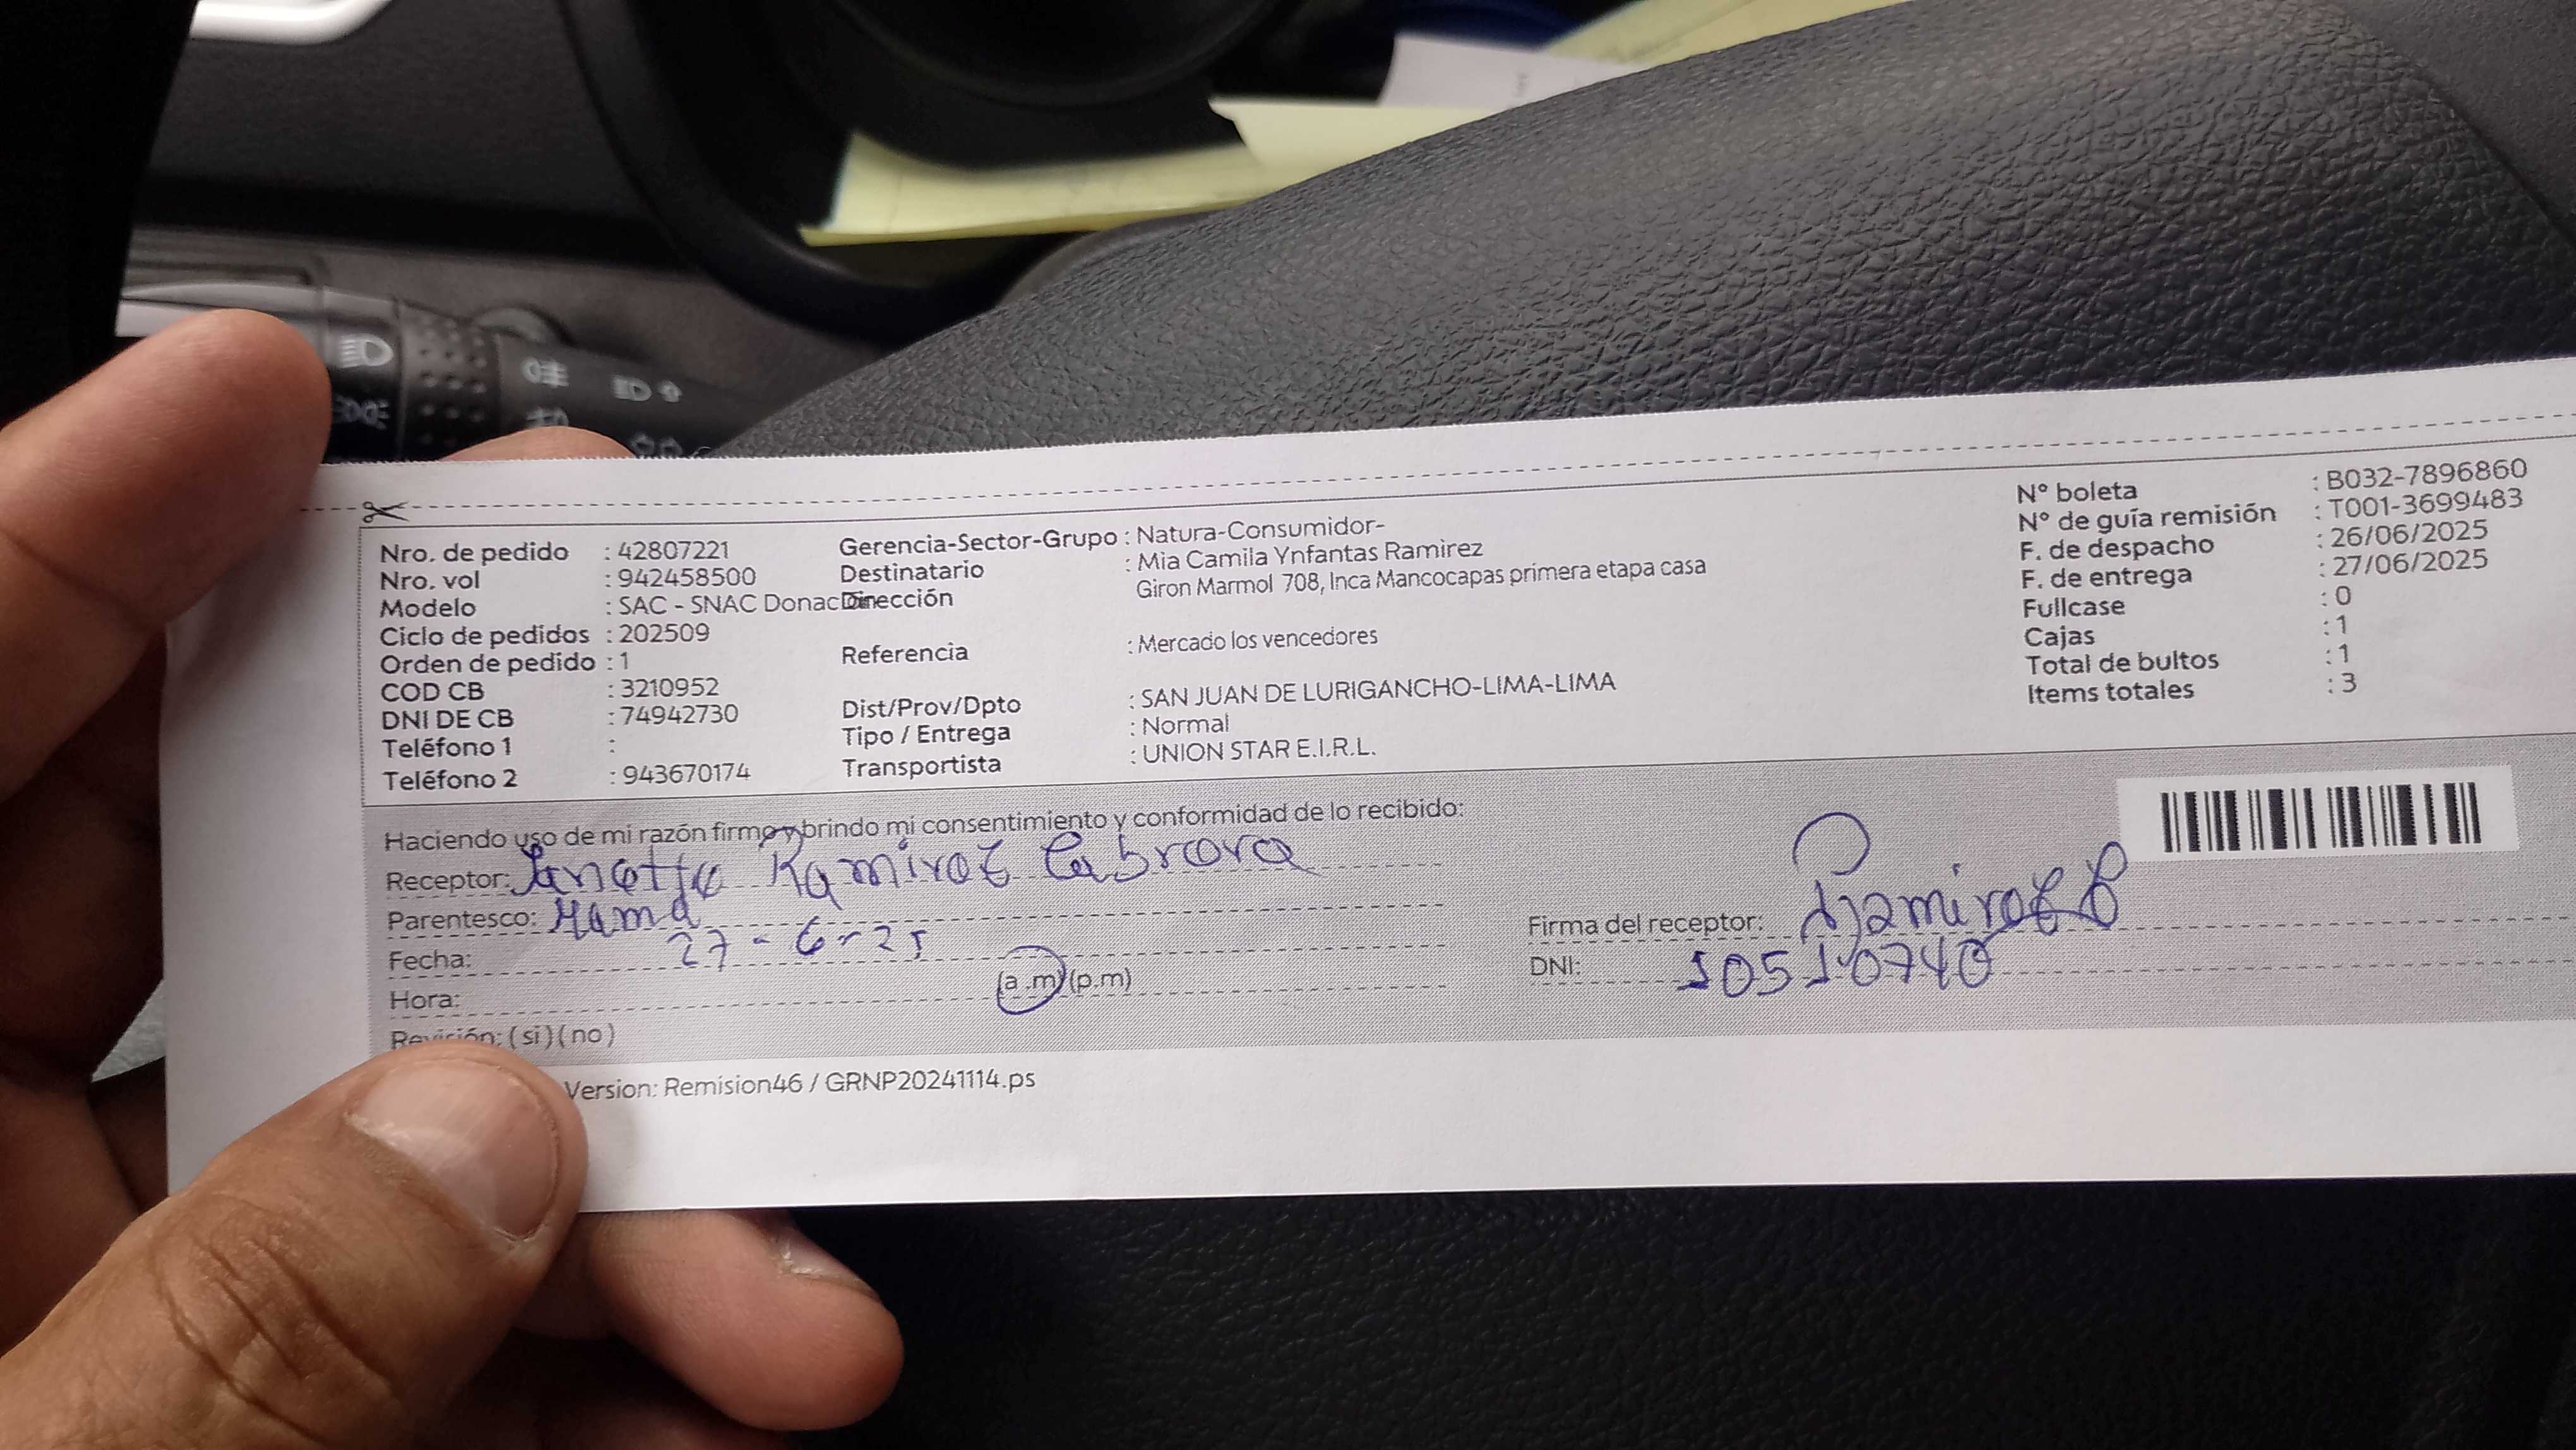 Nro. de pedido : 42807221
Nro. vol : 942458500
Modelo : SAC - SNAC Donac
Ciclo de pedidos : 202509
Orden de pedido : 1
COD CB : 3210952
DNI DE CB : 74942730
Teléfono 1 :
Teléfono 2 : 943670174
Gerencia-Sector-Grupo : Natura-Consumidor-
Destinatario : Mia Camila Ynfantas Ramirez
Dirección Giron Marmol 708, Inca Mancocapas primera etapa casa
Referencia : Mercado los vencedores
Dist/Prov/Dpto : SAN JUAN DE LURIGANCHO-LIMA-LIMA
Tipo / Entrega : Normal
Transportista : UNION STAR E.I.R.L.
N° boleta : B032-7896860
N° de guía remisión : T001-3699483
F. de despacho : 26/06/2025
F. de entrega : 27/06/2025
Fullcase : 0
Cajas : 1
Total de bultos : 1
Items totales : 3
Haciendo uso de mi razón firmo y brindo mi consentimiento y conformidad de lo recibido:
Receptor: Ramirez Cabrera
Parentesco: Mama
Fecha: 27-6-25
Hora: (a.m) (p.m)
Revisión: (si) (no)
Firma del receptor: Ramirez
DNI: 10510740
Version: Remision46 / GRNP20241114.ps